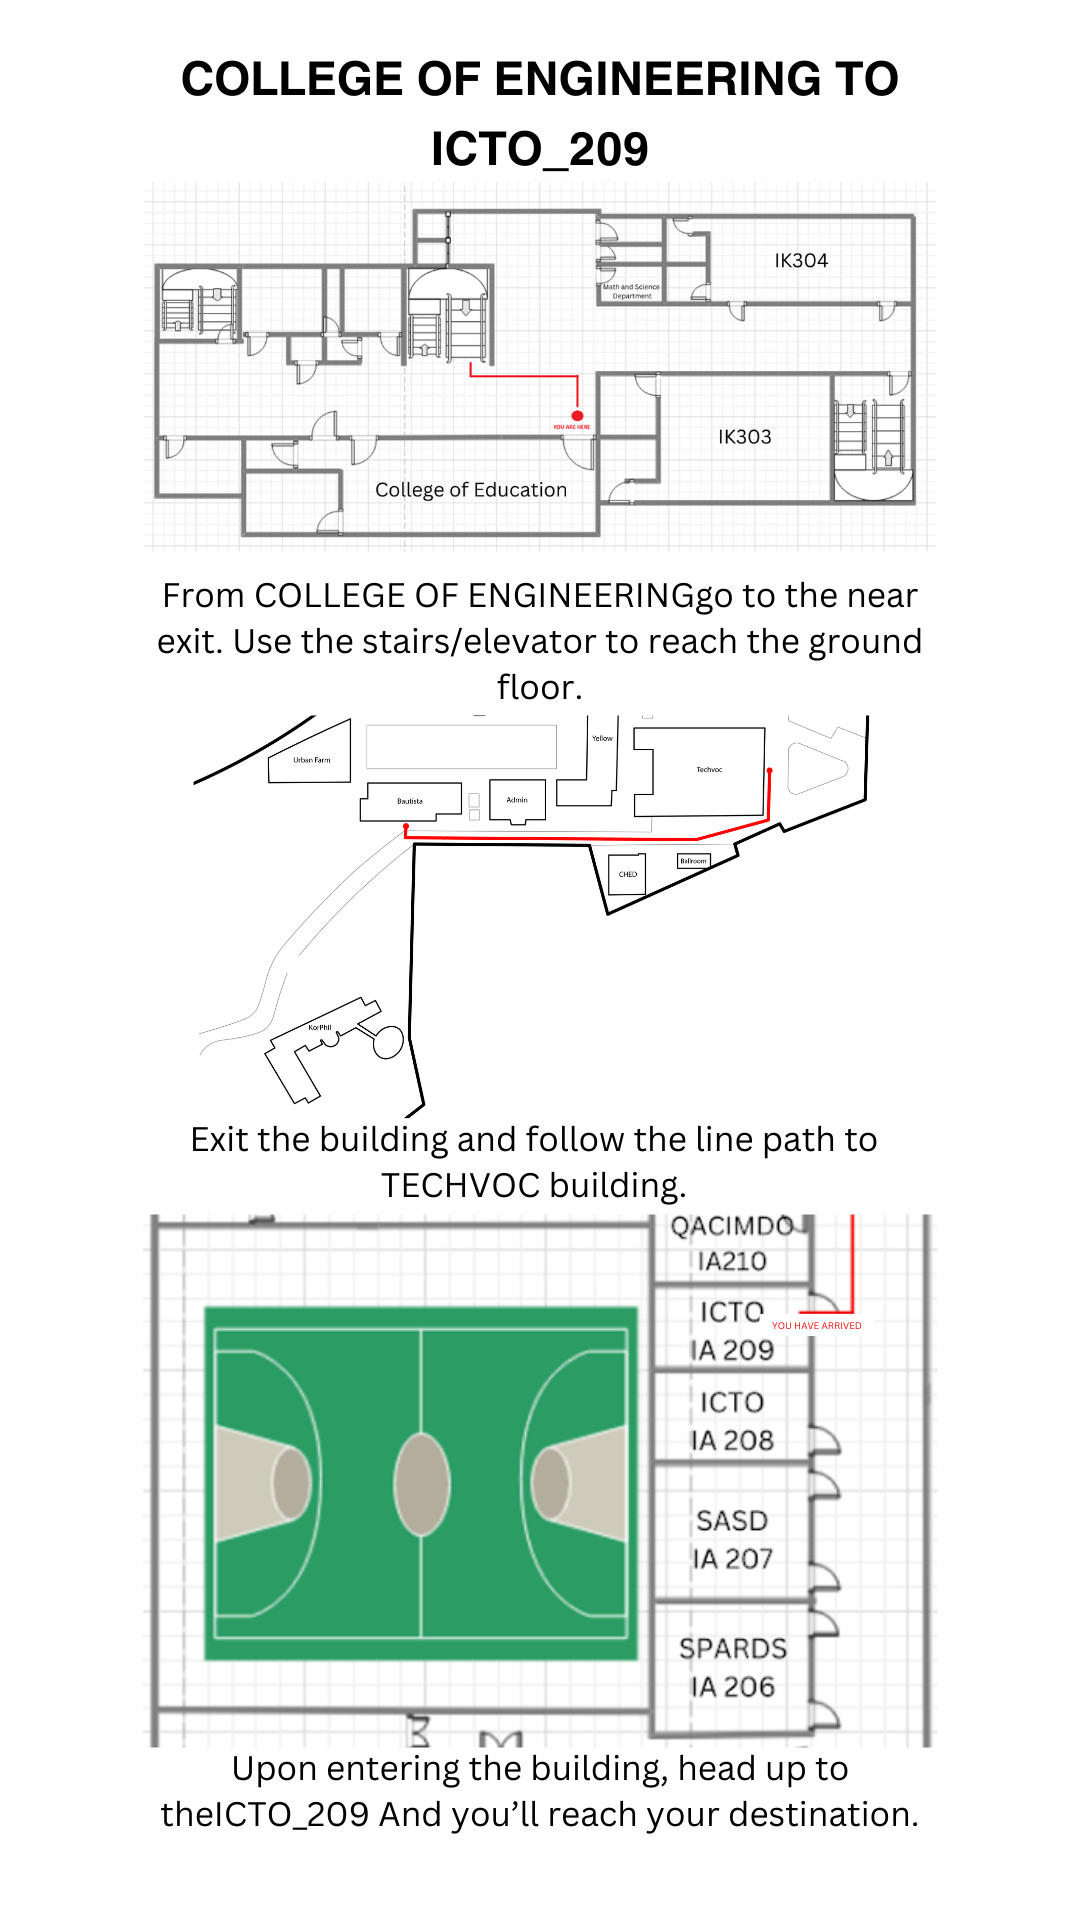 COLLEGE OF ENGINEERING TO
ICTO_209
IK304
Math and Science
Department
YOU ARE HERE
IK303
College of Education
From COLLEGE OF ENGINEERINGgo to the near
exit. Use the stairs/elevator to reach the ground
floor.
Yellow
Urban Farm
Techvoc
Bautista
Admin
CHED
Ballroom
KorPhil
Exit the building and follow the line path to
TECHVOC building.
QACIMDO
IA210
ICTO
YOU HAVE ARRIVED
IA 209
ICTO
IA 208
SASD
IA 207
SPARDS
IA 206
Upon entering the building, head up to
theICTO_209 And you’ll reach your destination.